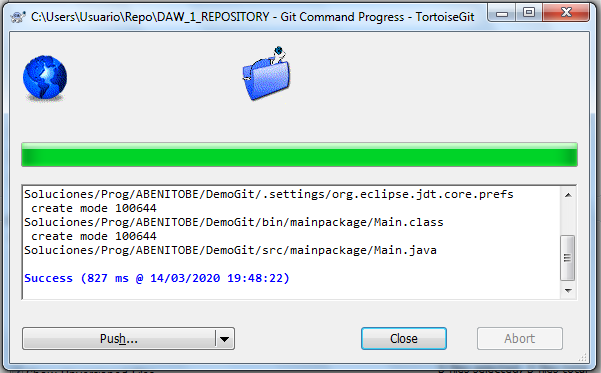 C:\Users\Usuario\Repo\DAW_1_REPOSITORY - Git Command Progress - TortoiseGit
Soluciones/Prog/ABENITOBE/DemoGit/.settings/org.eclipse.jdt.core.prefs
create mode 100644
Soluciones/Prog/ABENITOBE/DemoGit/bin/mainpackage/Main.class
create mode 100644
Soluciones/Prog/ABENITOBE/DemoGit/src/mainpackage/Main.java
Success (827 ms @ 14/03/2020 19:48:22)
Push... Close Abort